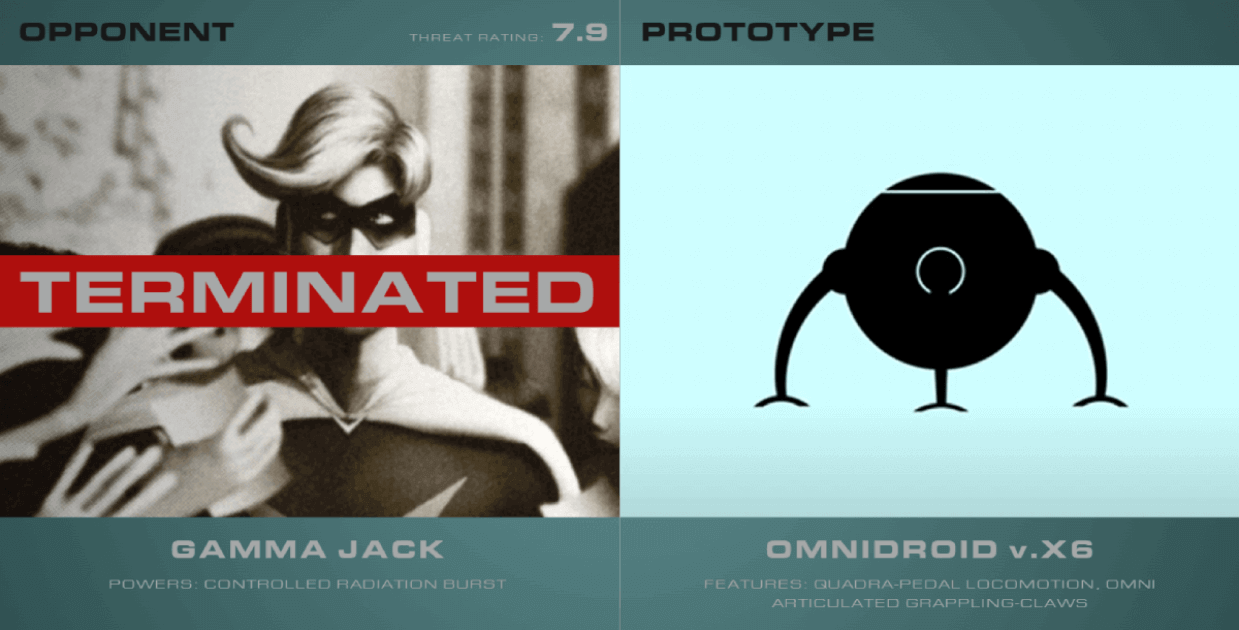 OPPONENT
THREAT RATING: 7.9
TERMINATED
GAMMA JACK
POWERS: CONTROLLED RADIATION BURST
PROTOTYPE
OMNIDROID v.X6
FEATURES: QUADRA-PEDAL LOCOMOTION, OMNI
ARTICULATED GRAPPLING-CLAWS